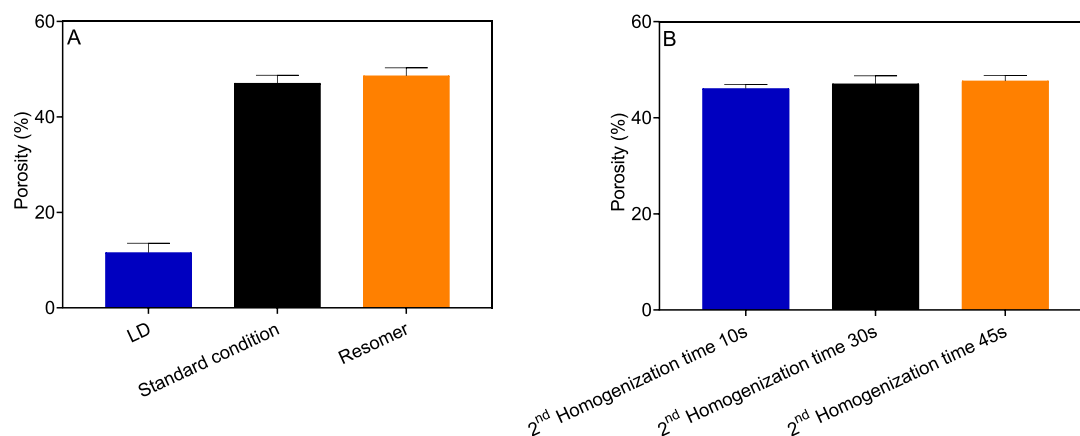 A
Porosity (%)
60
40
20
0
LD
Standard condition
Resomer
B
Porosity (%)
60
40
20
0
2nd Homogenization time 10s
2nd Homogenization time 30s
2nd Homogenization time 45s